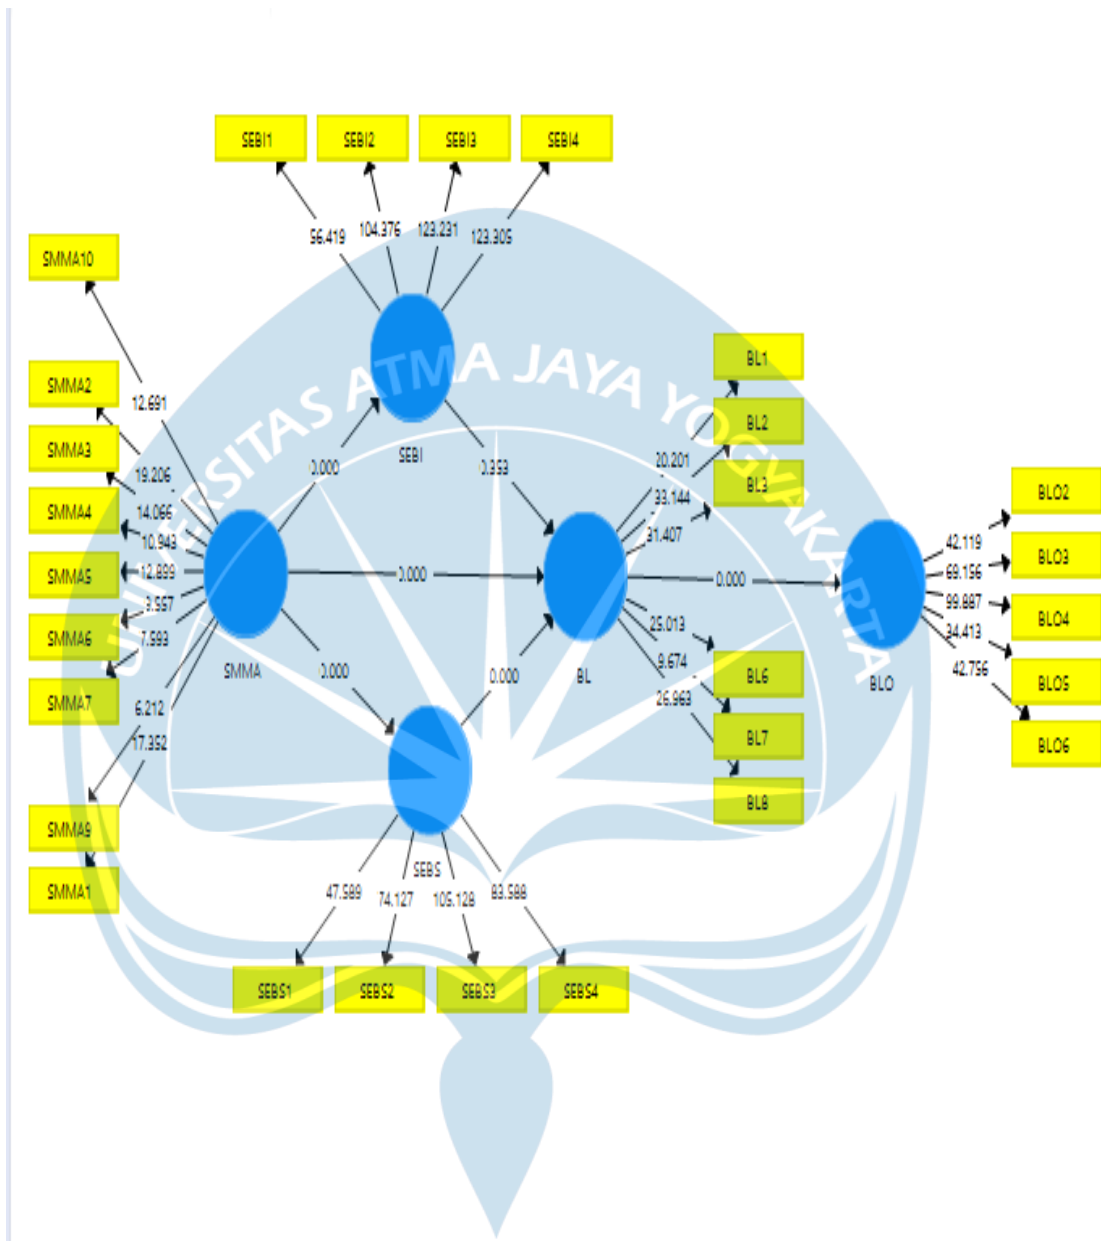 SEBI1 SEBI2 SEBI3 SEBI4
56.419 104.376 123.231 123.305
SMMA10
SMMA2
SMMA3
SMMA4
SMMA5
SMMA6
SMMA7
SMMA9
SMMA1
12.691
19.206
14.066
10.943
12.899
7.593
6.212
17.352
UNIVERSITAS ATMA JAYA YOGYAKARTA
SEBI
0.000
0.353
SMMA
0.000
0.000
0.000
BL
0.000
BLO
BL1
BL2
BL3
20.201
33.144
31.407
25.013
9.674
26.963
BL6
BL7
BL8
BLO2
BLO3
BLO4
BLO5
BLO6
42.119
69.156
99.887
34.413
42.756
SEBS
47.589 74.127 105.128 83.588
SEBS1 SEBS2 SEBS3 SEBS4